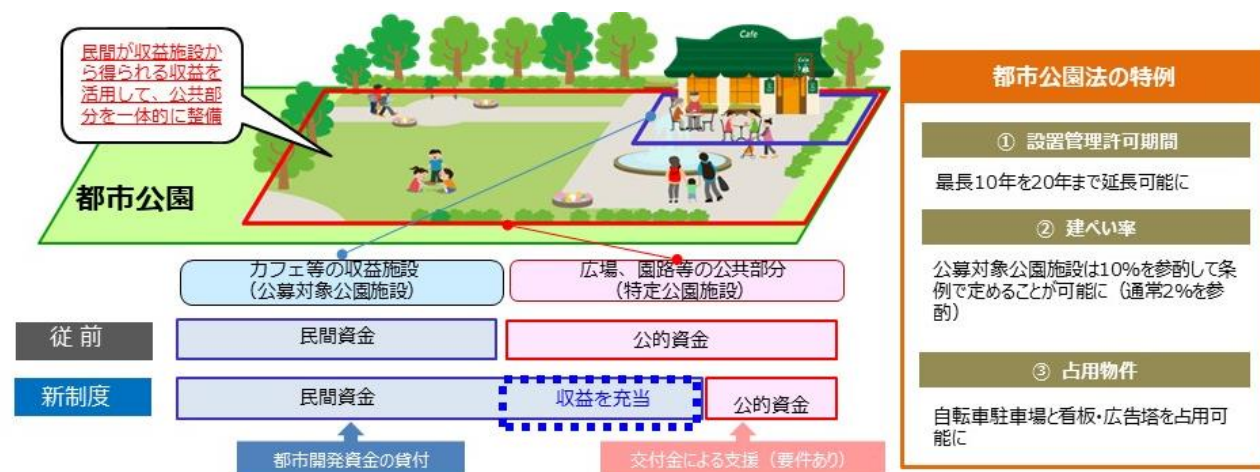 民間が収益施設か
ら得られる収益を
活用して、公共部
分を一体的に整備
Cafe
都市公園
カフェ等の収益施設
（公募対象公園施設）
広場、園路等の公共部分
（特定公園施設）
従前
民間資金
公的資金
新制度
民間資金
収益を充当
公的資金
都市開発資金の貸付
交付金による支援（要件あり）
都市公園法の特例
① 設置管理許可期間
最長10年を20年まで延長可能に
② 建ぺい率
公募対象公園施設は10%を参酌して条
例で定めることが可能に（通常2%を参
酌）
③ 占用物件
自転車駐車場と看板・広告塔を占用可
能に